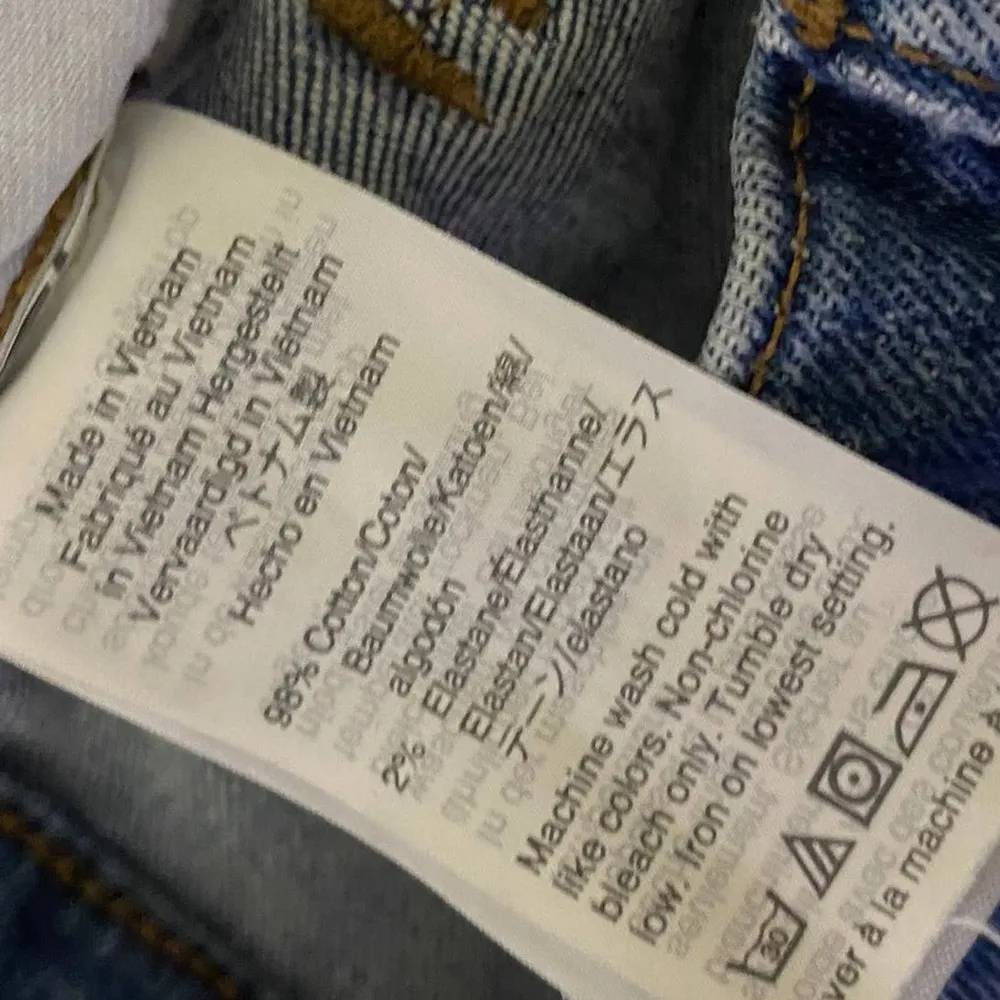 Made in Vietnam
Fabriqué au Vietnam
in Vietnam Hergestellt
Vervaardigd in Vietnam
ベトナム製
Hecho en Vietnam
98% Cotton/Coton/
Baumwolle/Katoen/綿/
algodón
2% Elastane/Élasthanne/
Elastan/Elastaan/エラス
テーン/elastano
Machine wash cold with
like colors. Non-chlorine
bleach only. Tumble dry
low. Iron on lowest setting.
30
à la machine à